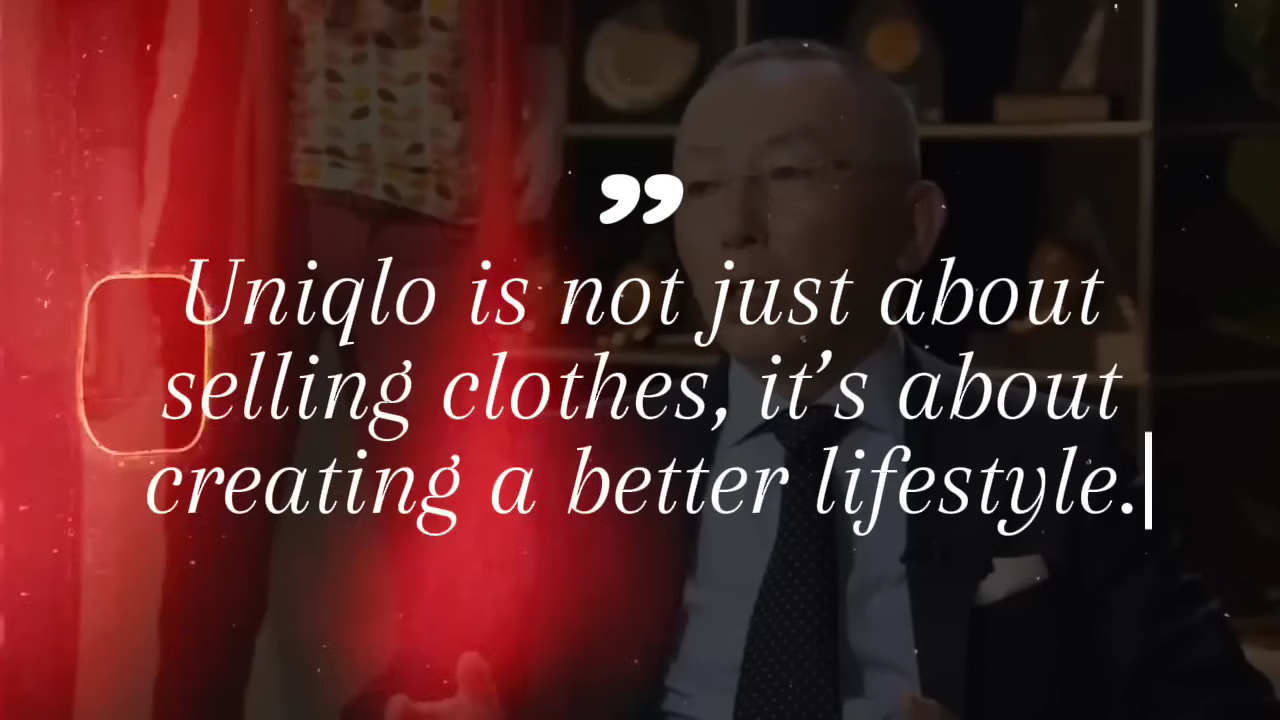 ”
Uniqlo is not just about
selling clothes, it’s about
creating a better lifestyle.